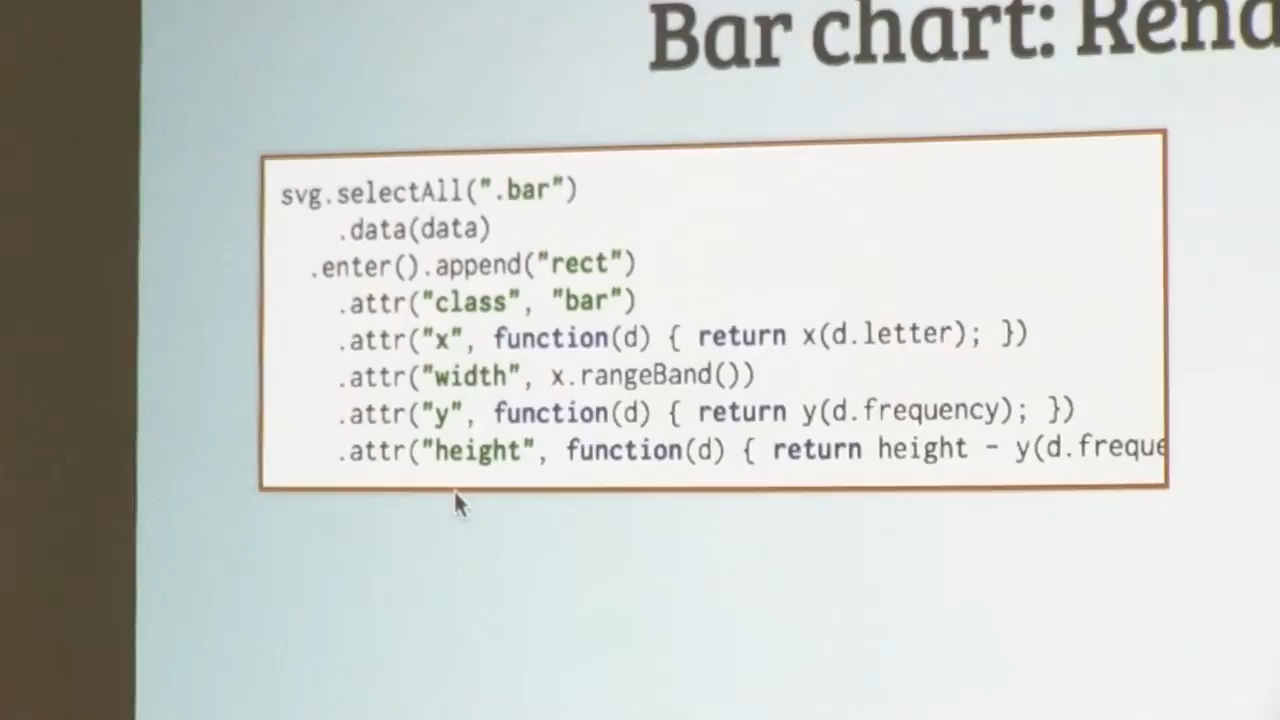 Bar chart: Rend
svg.selectAll(".bar")
.data(data)
.enter().append("rect")
.attr("class", "bar")
.attr("x", function(d) { return x(d.letter); })
.attr("width", x.rangeBand())
.attr("y", function(d) { return y(d.frequency); })
.attr("height", function(d) { return height - y(d.freque